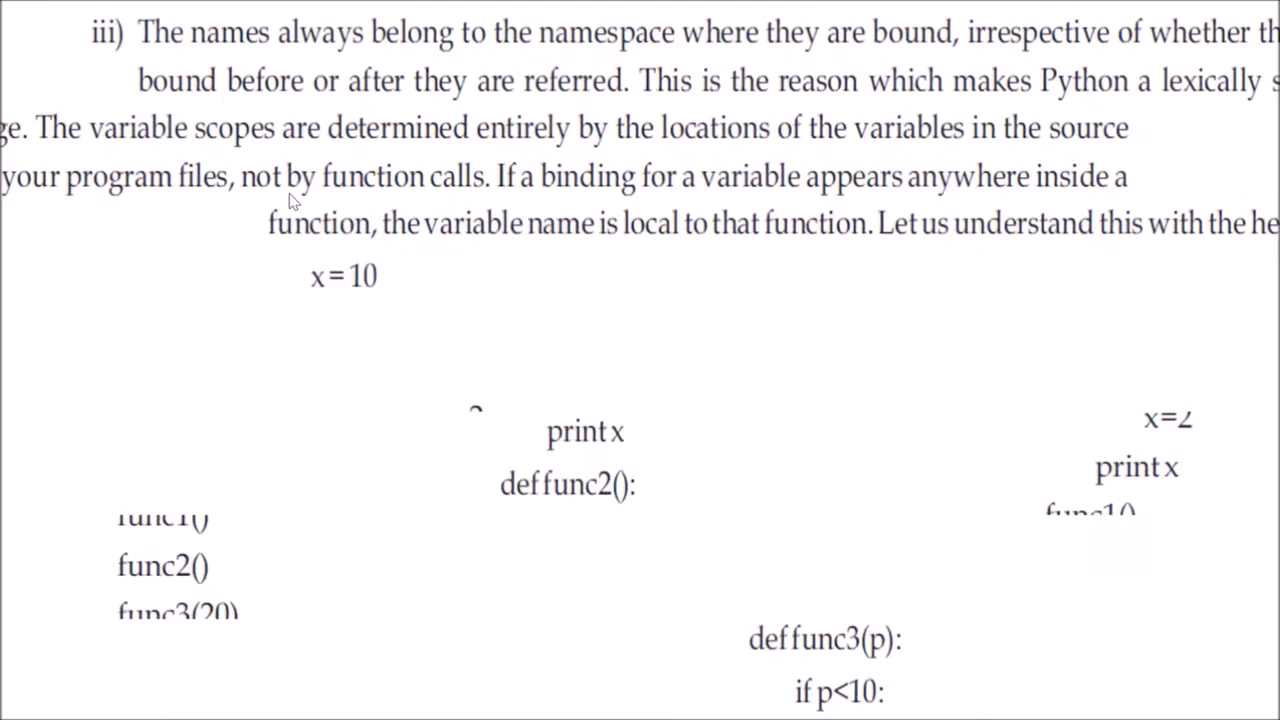 iii) The names always belong to the namespace where they are bound, irrespective of whether th
bound before or after they are referred. This is the reason which makes Python a lexically s
ge. The variable scopes are determined entirely by the locations of the variables in the source
your program files, not by function calls. If a binding for a variable appears anywhere inside a
function, the variable name is local to that function. Let us understand this with the he
x = 10
x=2
print x
print x
def func2():
func1()
func1()
func2()
func3(20)
def func3(p):
if p<10: